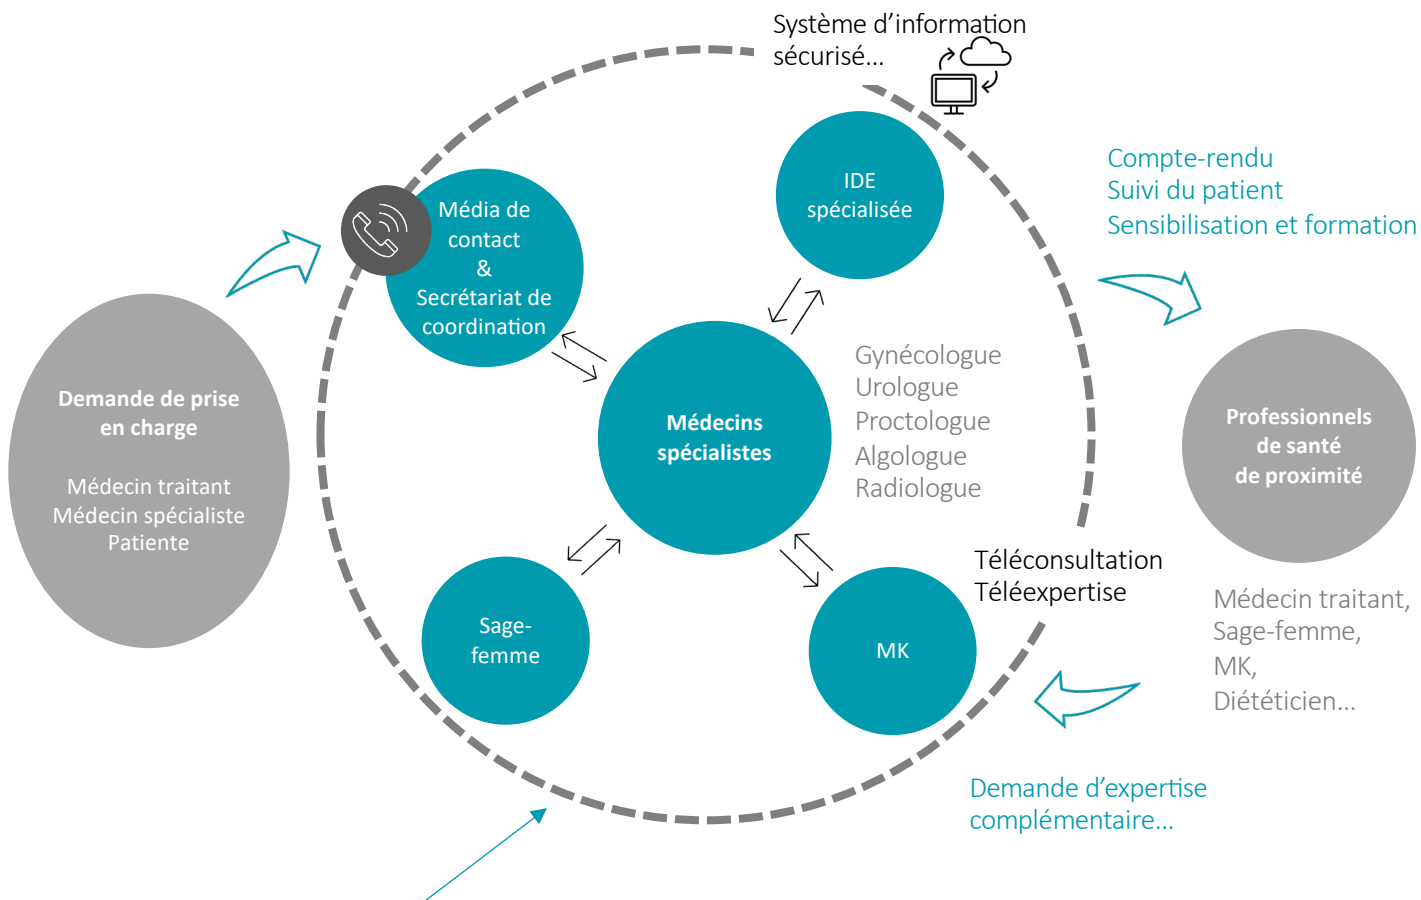 Système d’information
sécurisé…
Compte-rendu
Suivi du patient
Sensibilisation et formation
IDE
spécialisée
Média de
contact
&
Secrétariat de
coordination
Demande de prise
en charge
Médecin traitant
Médecin spécialiste
Patiente
Médecins
spécialistes
Gynécologue
Urologue
Proctologue
Algologue
Radiologue
Professionnels
de santé
de proximité
Médecin traitant,
Sage-femme,
MK,
Diététicien…
Téléconsultation
Téléexpertise
Sage-
femme
MK
Demande d’expertise
complémentaire…